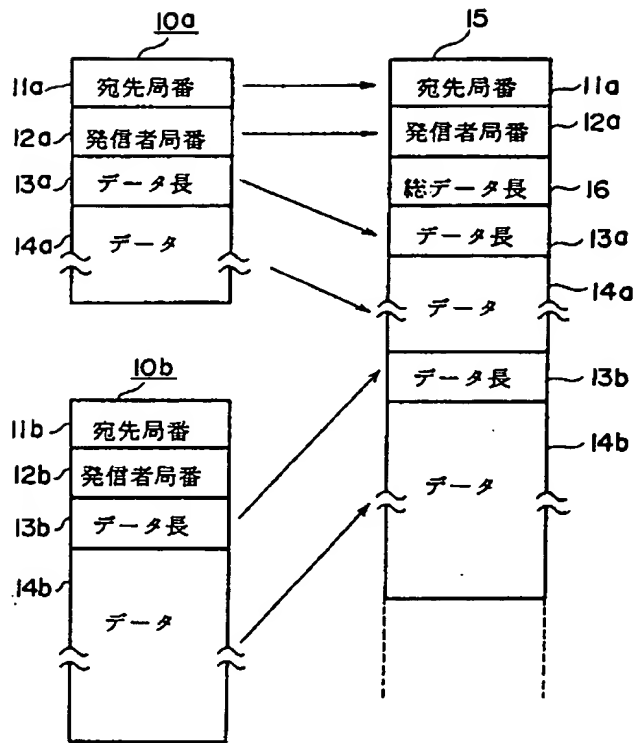 10a
11a 宛先局番
12a 発信者局番
13a データ長
14a データ
10b
11b 宛先局番
12b 発信者局番
13b データ長
14b データ
15
宛先局番 11a
発信者局番 12a
総データ長 16
データ長 13a
データ 14a
データ長 13b
データ 14b